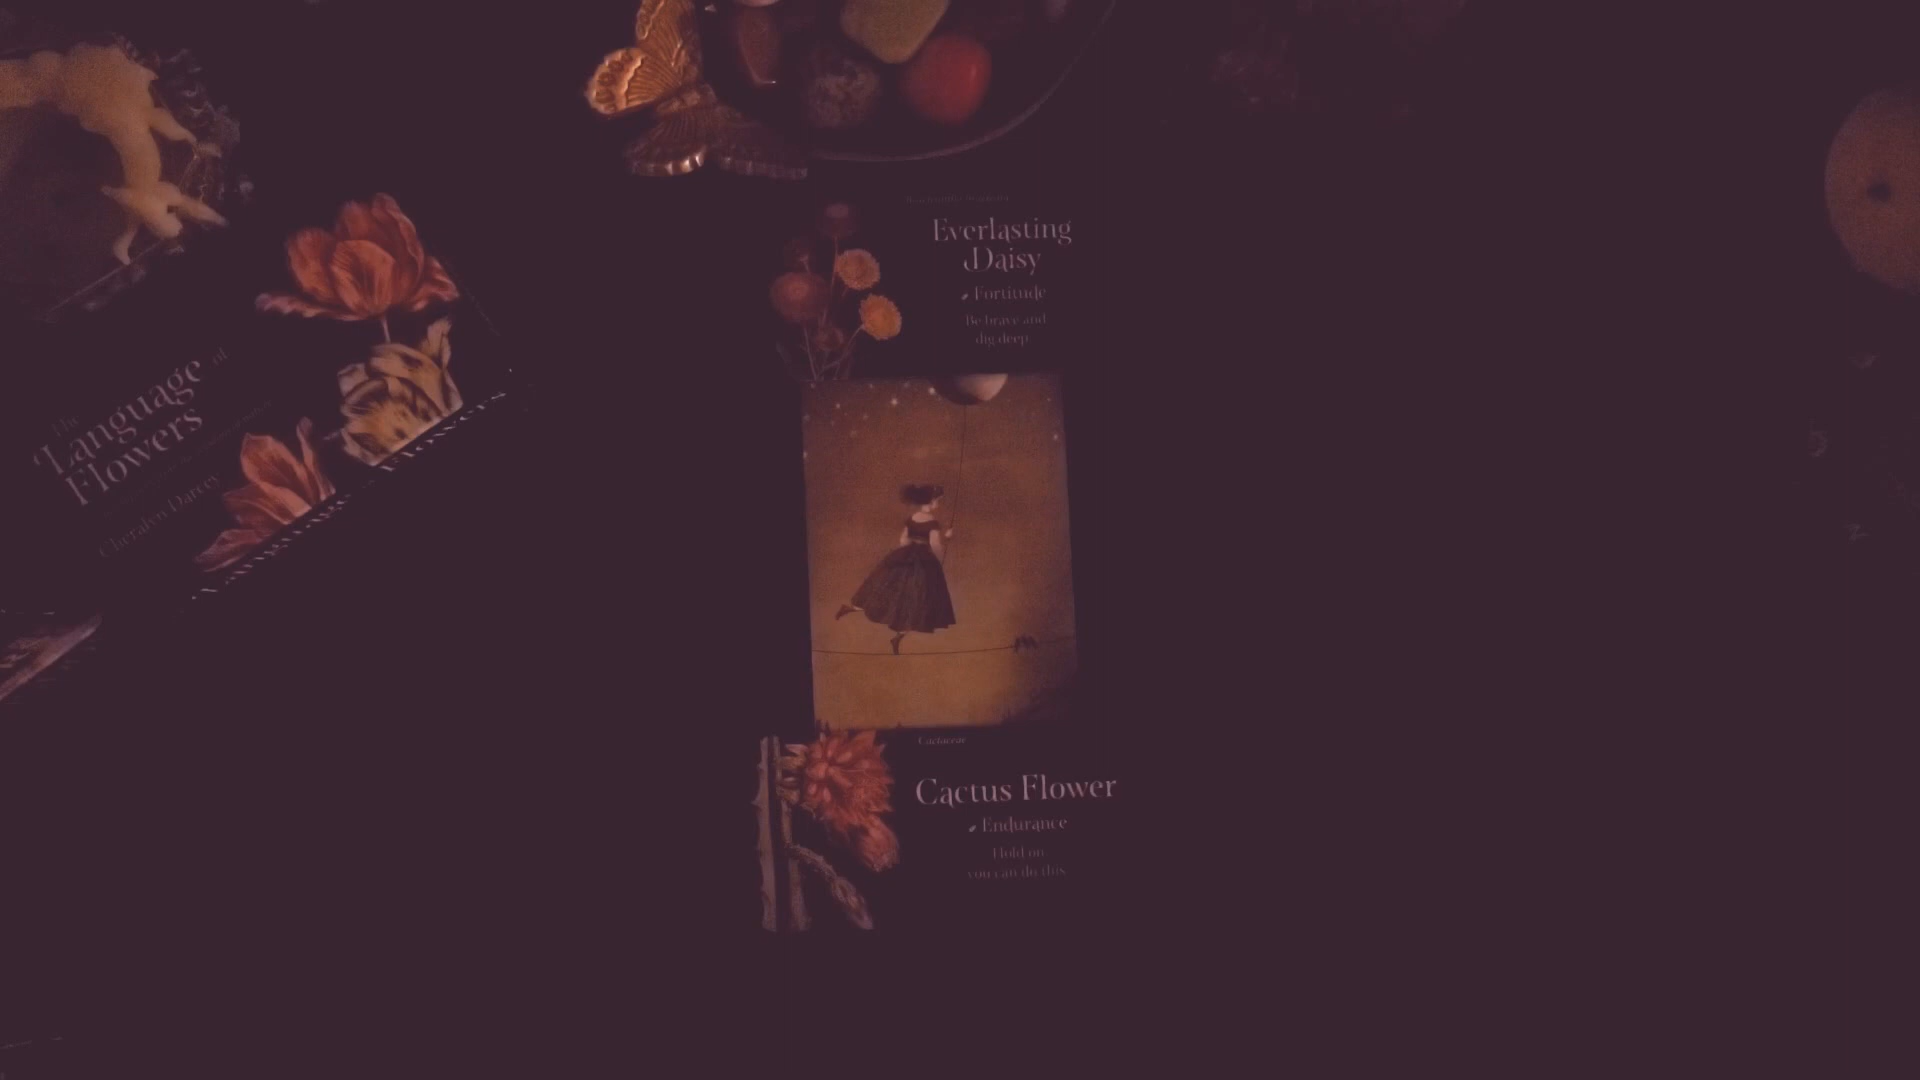 The
Language of
Flowers
Cheralyn Darcey
Everlasting
Daisy
Fortitude
Be brave and
dig deep
Cactaceae
Cactus Flower
Endurance
Hold on
you can do this